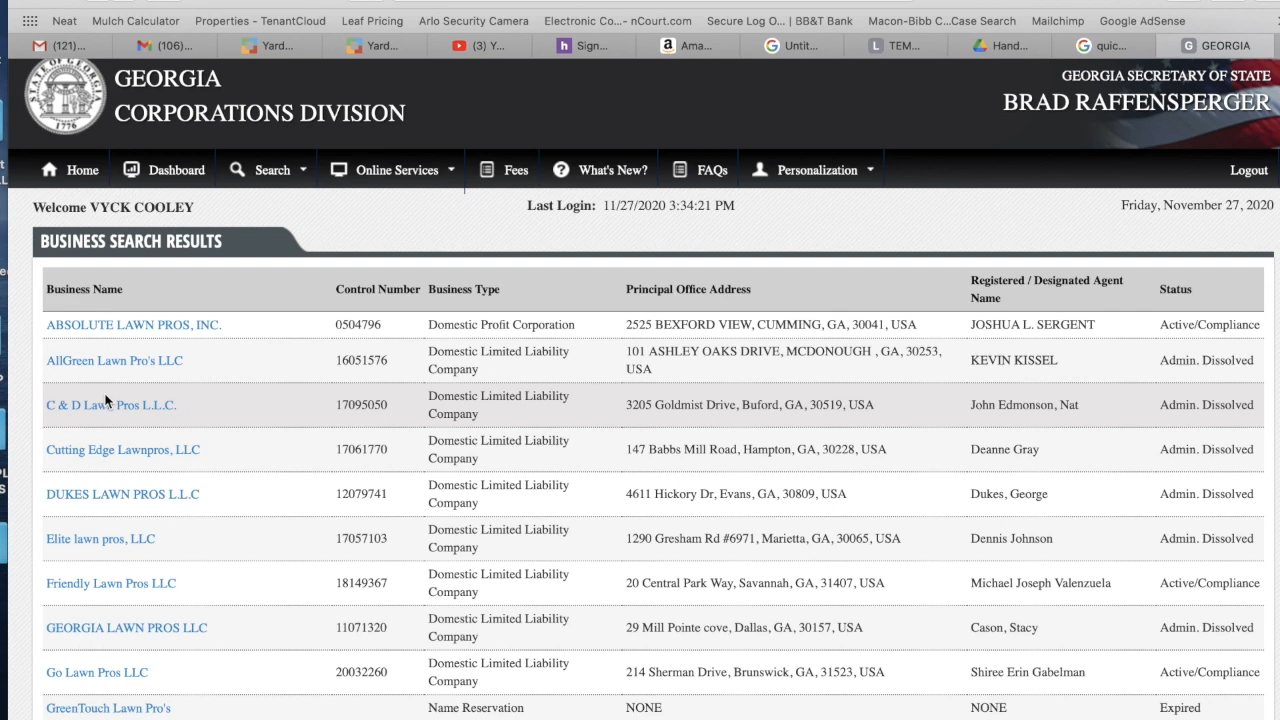 Neat Mulch Calculator Properties - TenantCloud Leaf Pricing Arlo Security Camera Electronic Co...- nCourt.com Secure Log O... | BB&T Bank Macon-Bibb C...Case Search Mailchimp Google AdSense
(121)... (106)... Yard... Yard... (3) Y... Sign... Ama... Untit... TEM... Hand... quic... GEORGIA
GEORGIA
CORPORATIONS DIVISION
GEORGIA SECRETARY OF STATE
BRAD RAFFENSPERGER
1776
Home Dashboard Search Online Services Fees What's New? FAQs Personalization Logout
Welcome VYCK COOLEY Last Login: 11/27/2020 3:34:21 PM Friday, November 27, 2020
BUSINESS SEARCH RESULTS
Business Name Control Number Business Type Principal Office Address Registered / Designated Agent Name Status
ABSOLUTE LAWN PROS, INC. 0504796 Domestic Profit Corporation 2525 BEXFORD VIEW, CUMMING, GA, 30041, USA JOSHUA L. SERGENT Active/Compliance
AllGreen Lawn Pro's LLC 16051576 Domestic Limited Liability Company 101 ASHLEY OAKS DRIVE, MCDONOUGH , GA, 30253, USA KEVIN KISSEL Admin. Dissolved
C & D Lawn Pros L.L.C. 17095050 Domestic Limited Liability Company 3205 Goldmist Drive, Buford, GA, 30519, USA John Edmonson, Nat Admin. Dissolved
Cutting Edge Lawnpros, LLC 17061770 Domestic Limited Liability Company 147 Babbs Mill Road, Hampton, GA, 30228, USA Deanne Gray Admin. Dissolved
DUKES LAWN PROS L.L.C 12079741 Domestic Limited Liability Company 4611 Hickory Dr, Evans, GA, 30809, USA Dukes, George Admin. Dissolved
Elite lawn pros, LLC 17057103 Domestic Limited Liability Company 1290 Gresham Rd #6971, Marietta, GA, 30065, USA Dennis Johnson Admin. Dissolved
Friendly Lawn Pros LLC 18149367 Domestic Limited Liability Company 20 Central Park Way, Savannah, GA, 31407, USA Michael Joseph Valenzuela Active/Compliance
GEORGIA LAWN PROS LLC 11071320 Domestic Limited Liability Company 29 Mill Pointe cove, Dallas, GA, 30157, USA Cason, Stacy Admin. Dissolved
Go Lawn Pros LLC 20032260 Domestic Limited Liability Company 214 Sherman Drive, Brunswick, GA, 31523, USA Shiree Erin Gabelman Active/Compliance
GreenTouch Lawn Pro's Name Reservation NONE NONE Expired